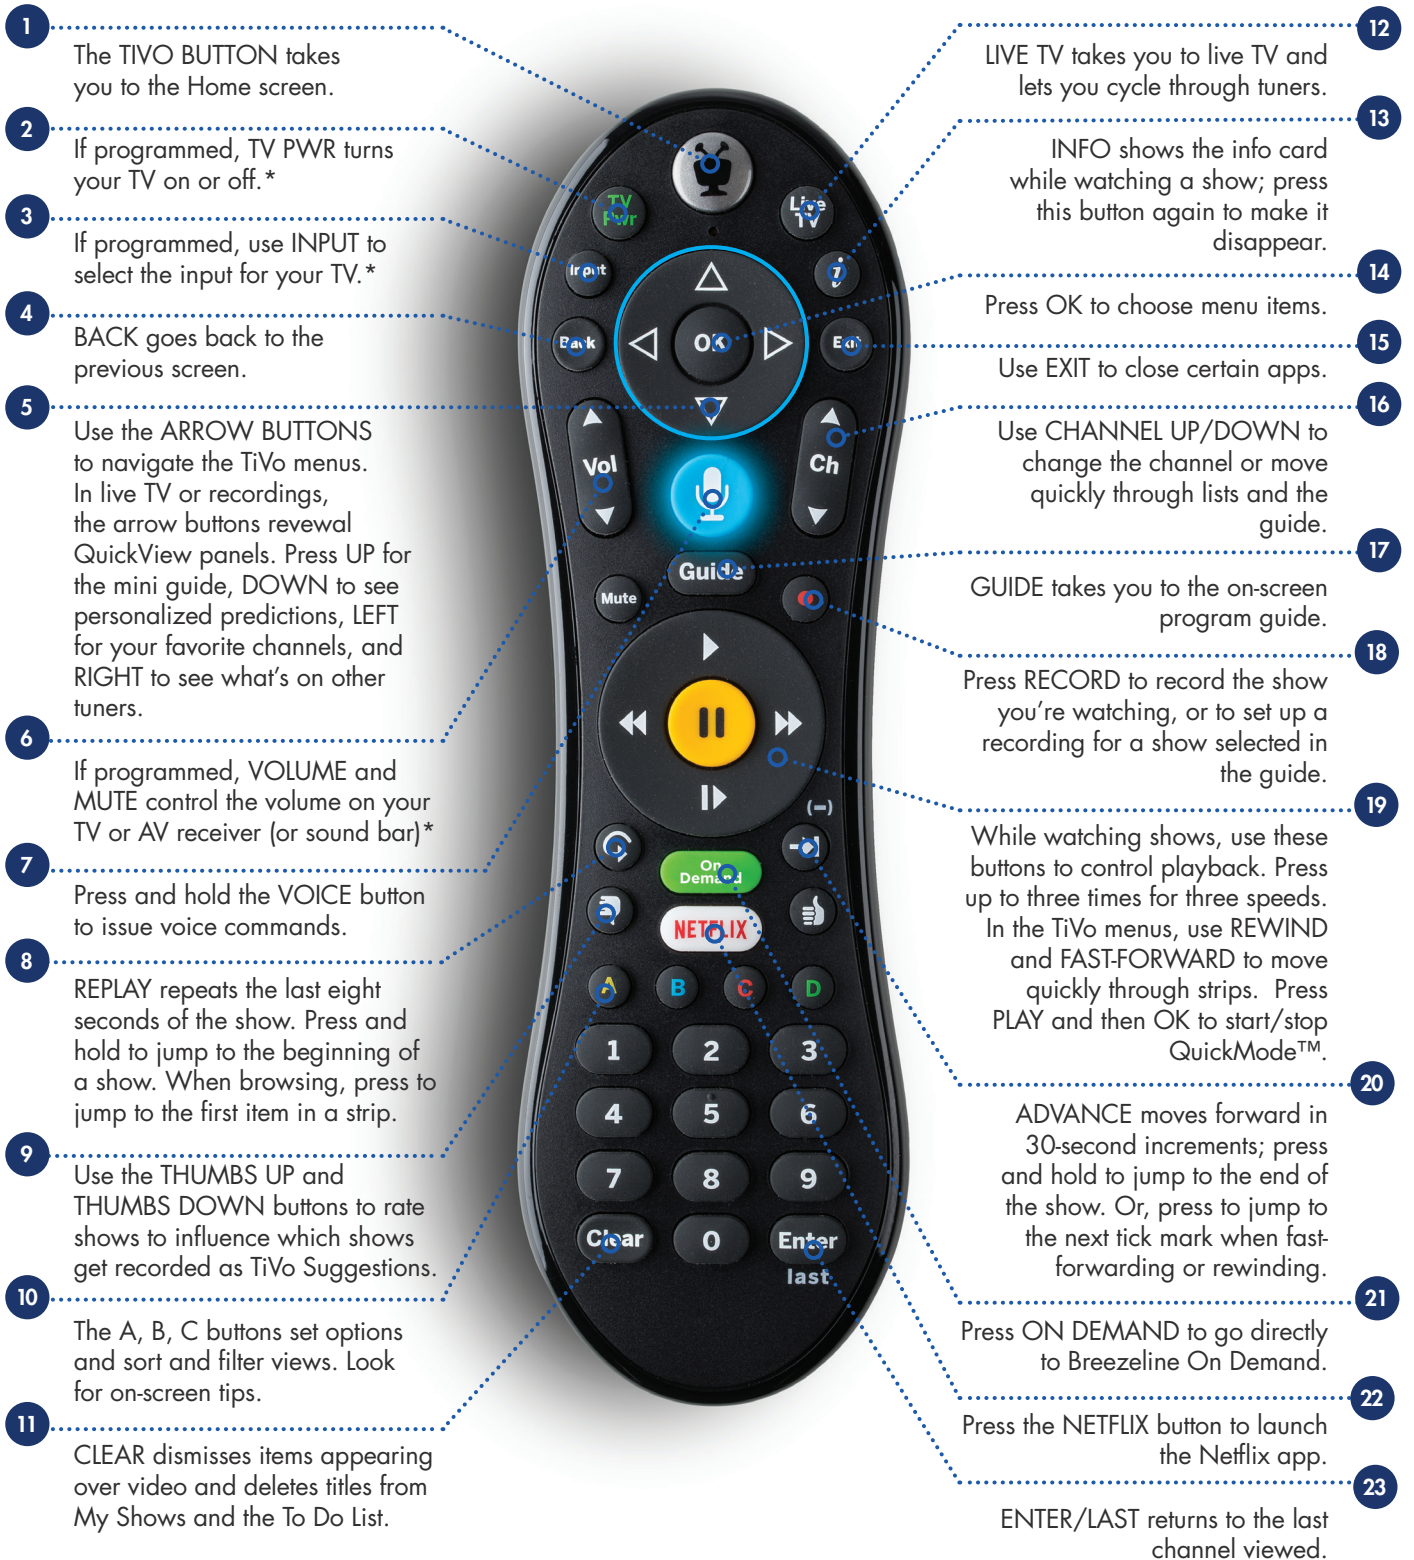 1
The TIVO BUTTON takes
you to the Home screen.
2
If programmed, TV PWR turns
your TV on or off.*
3
If programmed, use INPUT to
select the input for your TV.*
4
BACK goes back to the
previous screen.
5
Use the ARROW BUTTONS
to navigate the TiVo menus.
In live TV or recordings,
the arrow buttons revewal
QuickView panels. Press UP for
the mini guide, DOWN to see
personalized predictions, LEFT
for your favorite channels, and
RIGHT to see what's on other
tuners.
6
If programmed, VOLUME and
MUTE control the volume on your
TV or AV receiver (or sound bar)*
7
Press and hold the VOICE button
to issue voice commands.
8
REPLAY repeats the last eight
seconds of the show. Press and
hold to jump to the beginning of
a show. When browsing, press to
jump to the first item in a strip.
9
Use the THUMBS UP and
THUMBS DOWN buttons to rate
shows to influence which shows
get recorded as TiVo Suggestions.
10
The A, B, C buttons set options
and sort and filter views. Look
for on-screen tips.
11
CLEAR dismisses items appearing
over video and deletes titles from
My Shows and the To Do List.
TV
Pwr
Live
TV
Input
i
Back
OK
Exit
Vol
Ch
Guide
Mute
(–)
On
Demand
NETFLIX
A B C D
1 2 3
4 5 6
7 8 9
Clear 0 Enter
last
12
LIVE TV takes you to live TV and
lets you cycle through tuners.
13
INFO shows the info card
while watching a show; press
this button again to make it
disappear.
14
Press OK to choose menu items.
15
Use EXIT to close certain apps.
16
Use CHANNEL UP/DOWN to
change the channel or move
quickly through lists and the
guide.
17
GUIDE takes you to the on-screen
program guide.
18
Press RECORD to record the show
you're watching, or to set up a
recording for a show selected in
the guide.
19
While watching shows, use these
buttons to control playback. Press
up to three times for three speeds.
In the TiVo menus, use REWIND
and FAST-FORWARD to move
quickly through strips. Press
PLAY and then OK to start/stop
QuickMode™.
20
ADVANCE moves forward in
30-second increments; press
and hold to jump to the end of
the show. Or, press to jump to
the next tick mark when fast-
forwarding or rewinding.
21
Press ON DEMAND to go directly
to Breezeline On Demand.
22
Press the NETFLIX button to launch
the Netflix app.
23
ENTER/LAST returns to the last
channel viewed.